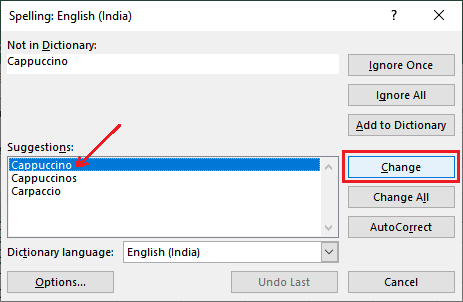 Spelling: English (India)
? ×
Not in Dictionary:
Cappuccino
Ignore Once
Ignore All
Add to Dictionary
Suggestions:
Cappuccino
Cappuccinos
Carpaccio
Change
Change All
AutoCorrect
Dictionary language: English (India)
Options... Undo Last Cancel